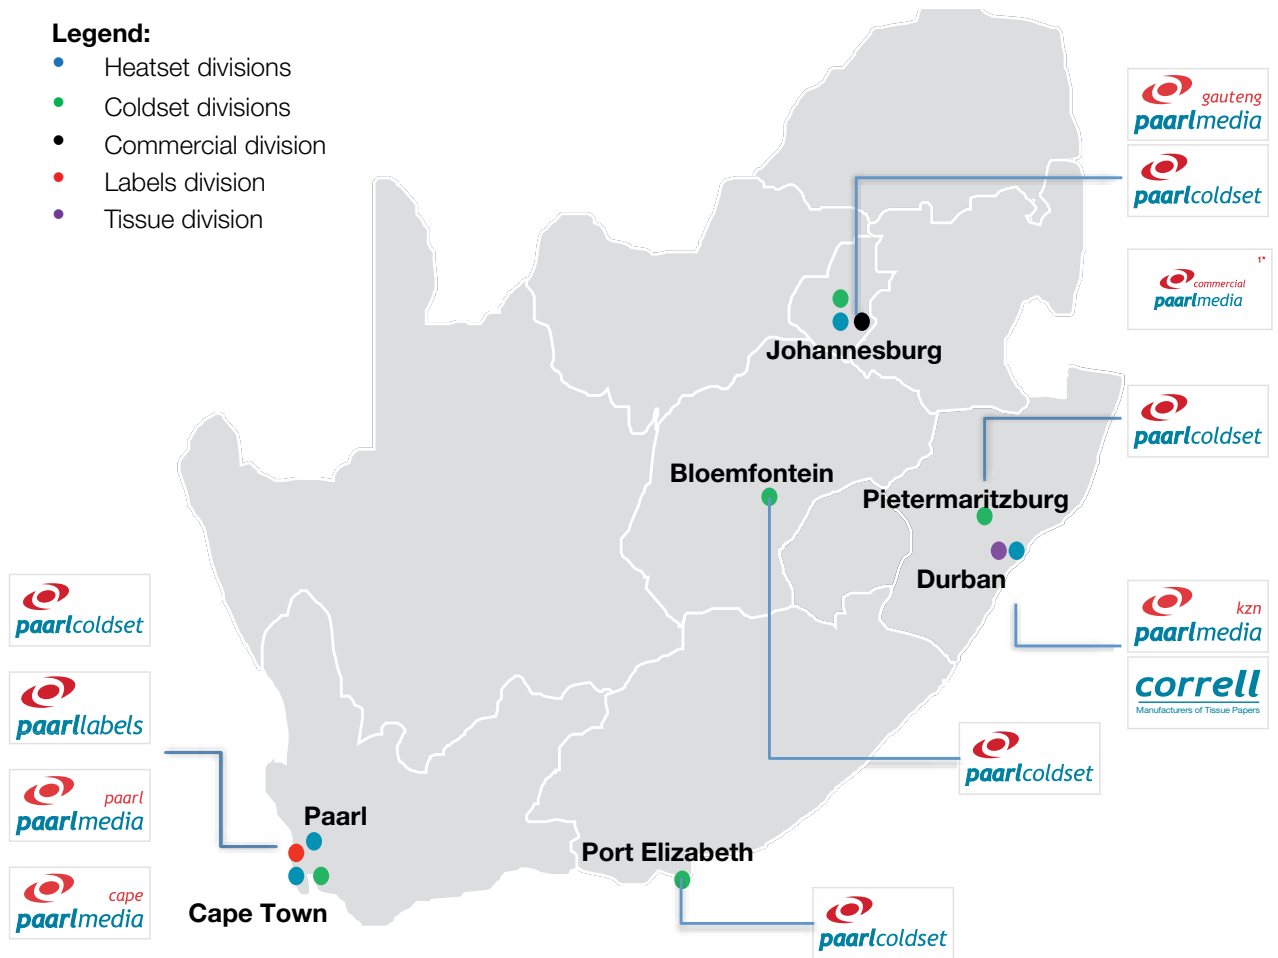 Legend:
Heatset divisions
Coldset divisions
Commercial division
Labels division
Tissue division
gauteng
paarlmedia
paarlcoldset
1*
commercial
paarlmedia
Johannesburg
paarlcoldset
Bloemfontein
Pietermaritzburg
Durban
kzn
paarlmedia
correll
Manufacturers of Tissue Papers
paarlcoldset
paarllabels
paarl
paarlmedia
cape
paarlmedia
Paarl
Cape Town
Port Elizabeth
paarlcoldset
paarlcoldset